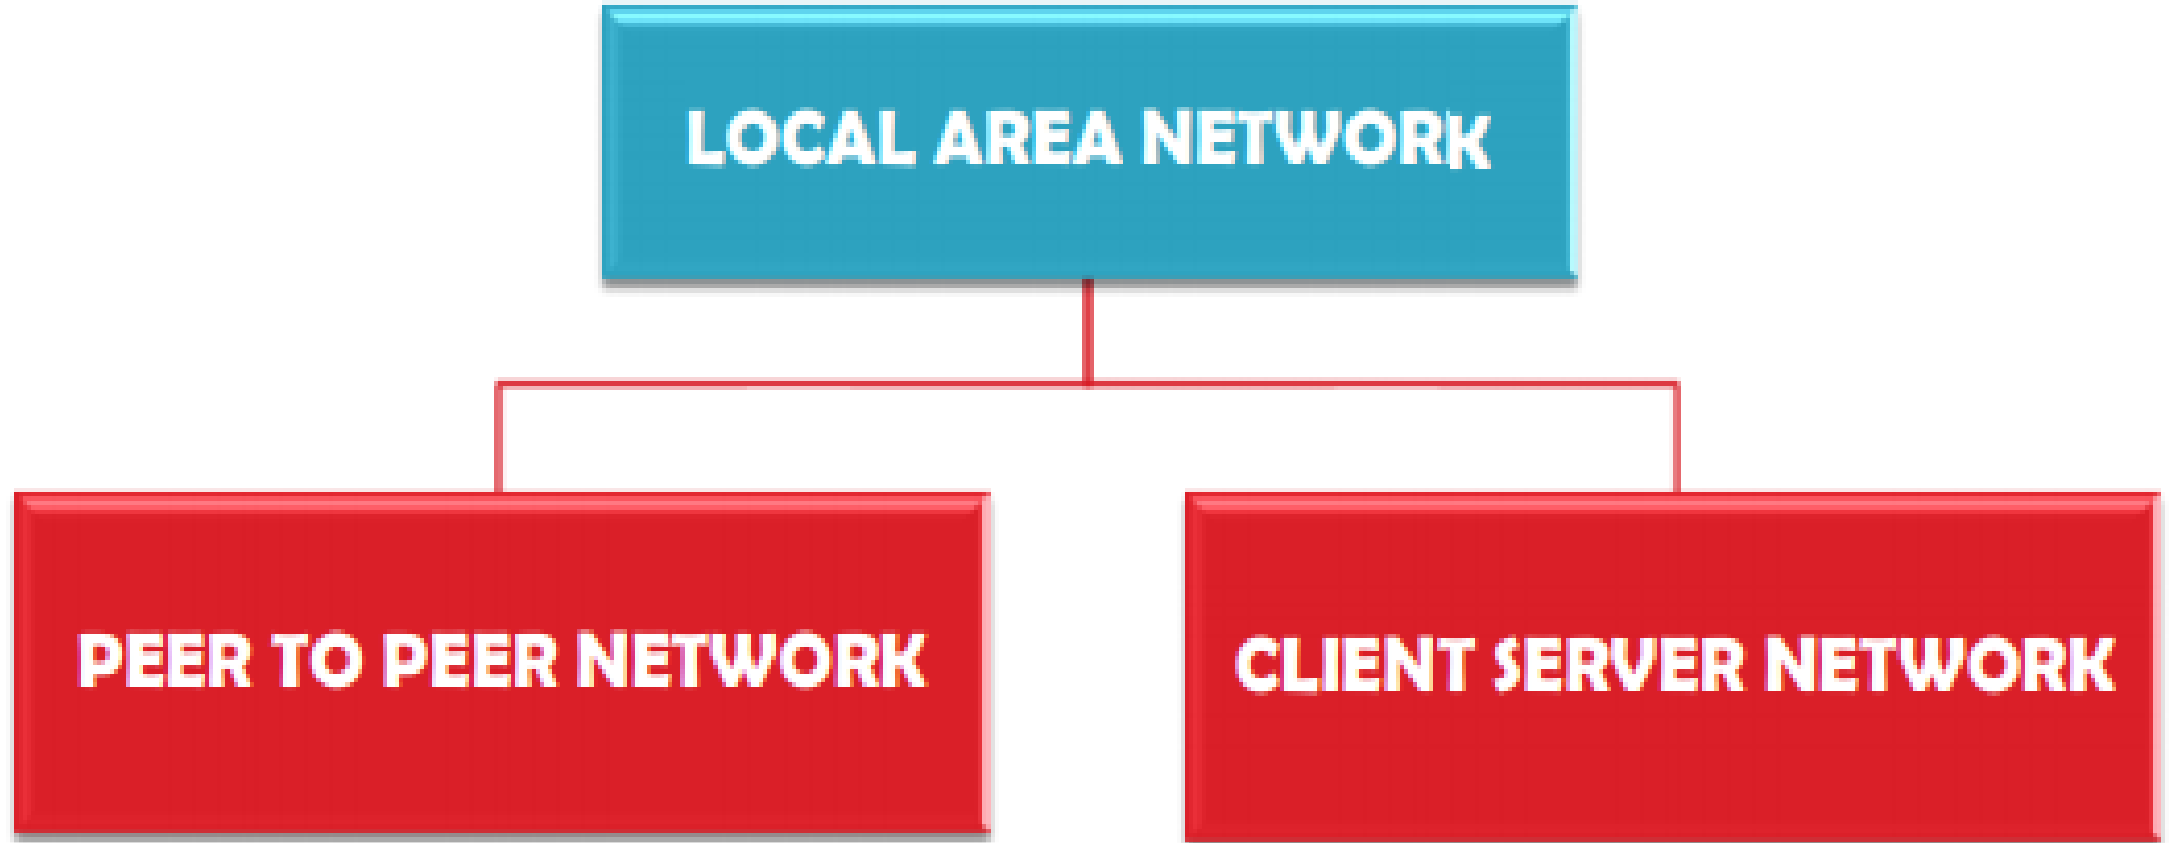 LOCAL AREA NETWORK
PEER TO PEER NETWORK
CLIENT SERVER NETWORK